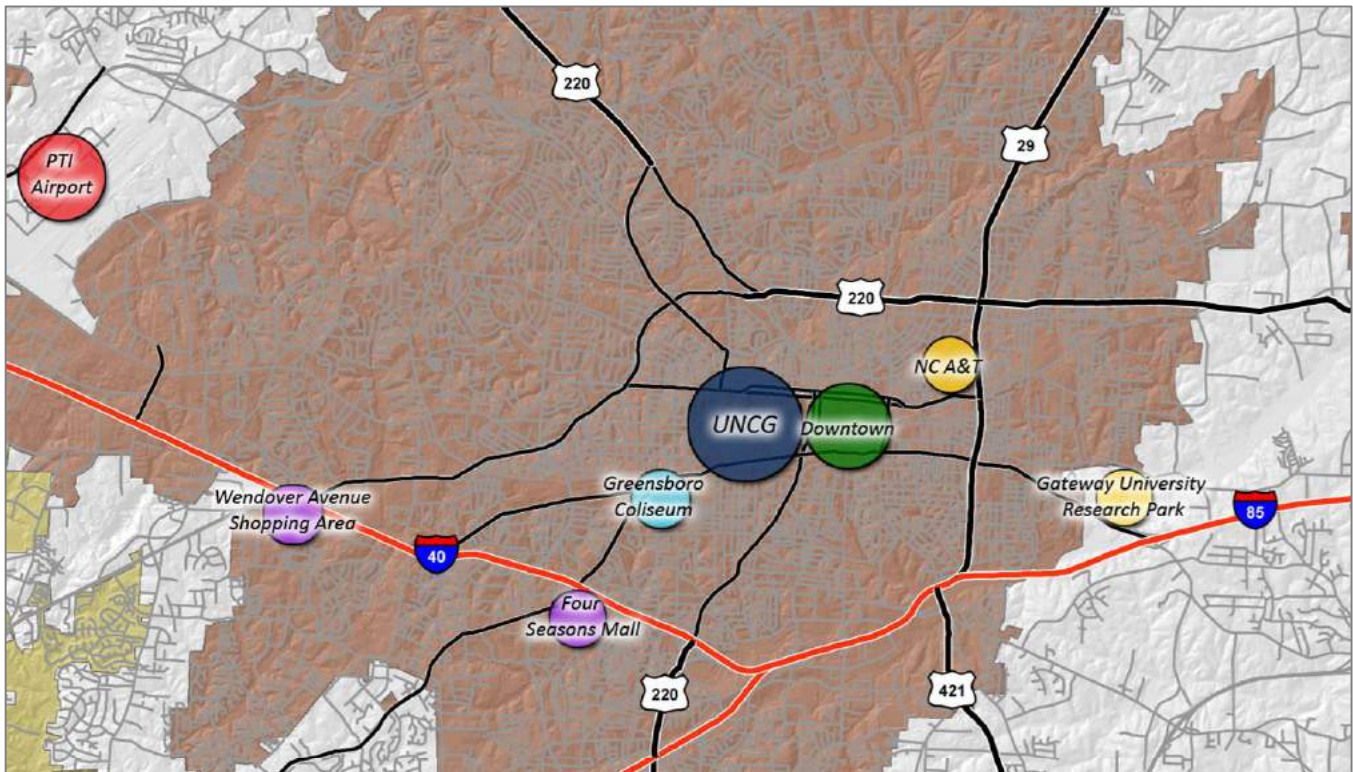 220
29
PTI
Airport
220
NC A&T
UNCG
Downtown
Greensboro
Coliseum
Gateway University
Research Park
Wendover Avenue
Shopping Area
85
40
Four
Seasons Mall
220
421